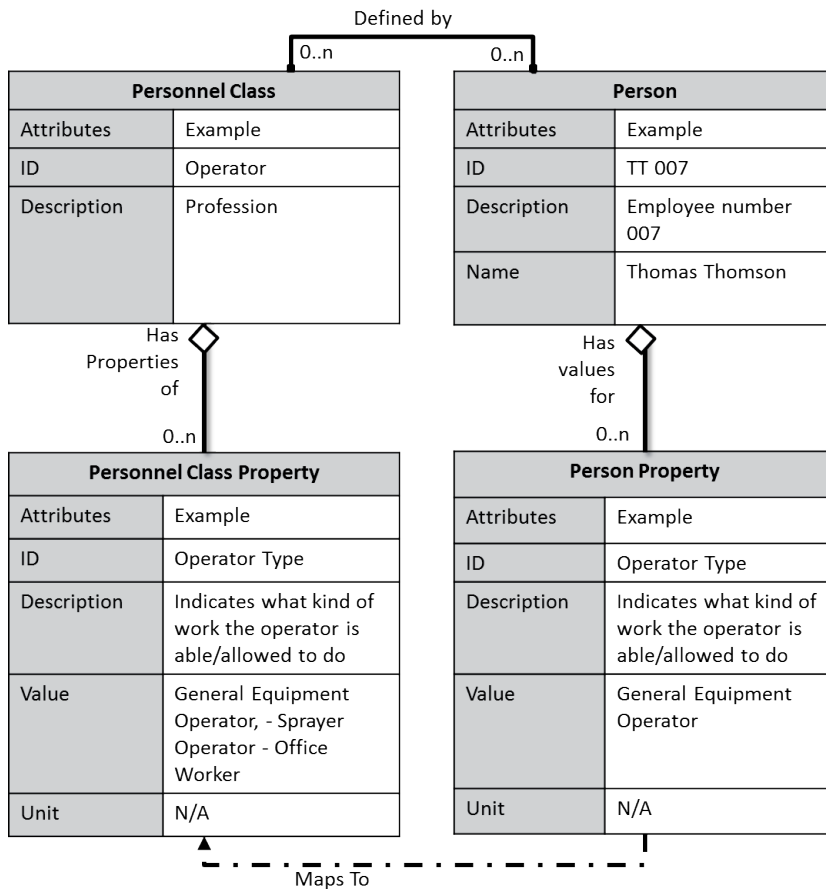 Defined by
0..n
0..n
Personnel Class
Attributes
Example
ID
Operator
Description
Profession
Person
Attributes
Example
ID
TT 007
Description
Employee number
007
Name
Thomas Thomson
Has
Properties
of
0..n
Has
values
for
0..n
Personnel Class Property
Attributes
Example
ID
Operator Type
Description
Indicates what kind of
work the operator is
able/allowed to do
Value
General Equipment
Operator, - Sprayer
Operator - Office
Worker
Unit
N/A
Person Property
Attributes
Example
ID
Operator Type
Description
Indicates what kind of
work the operator is
able/allowed to do
Value
General Equipment
Operator
Unit
N/A
Maps To